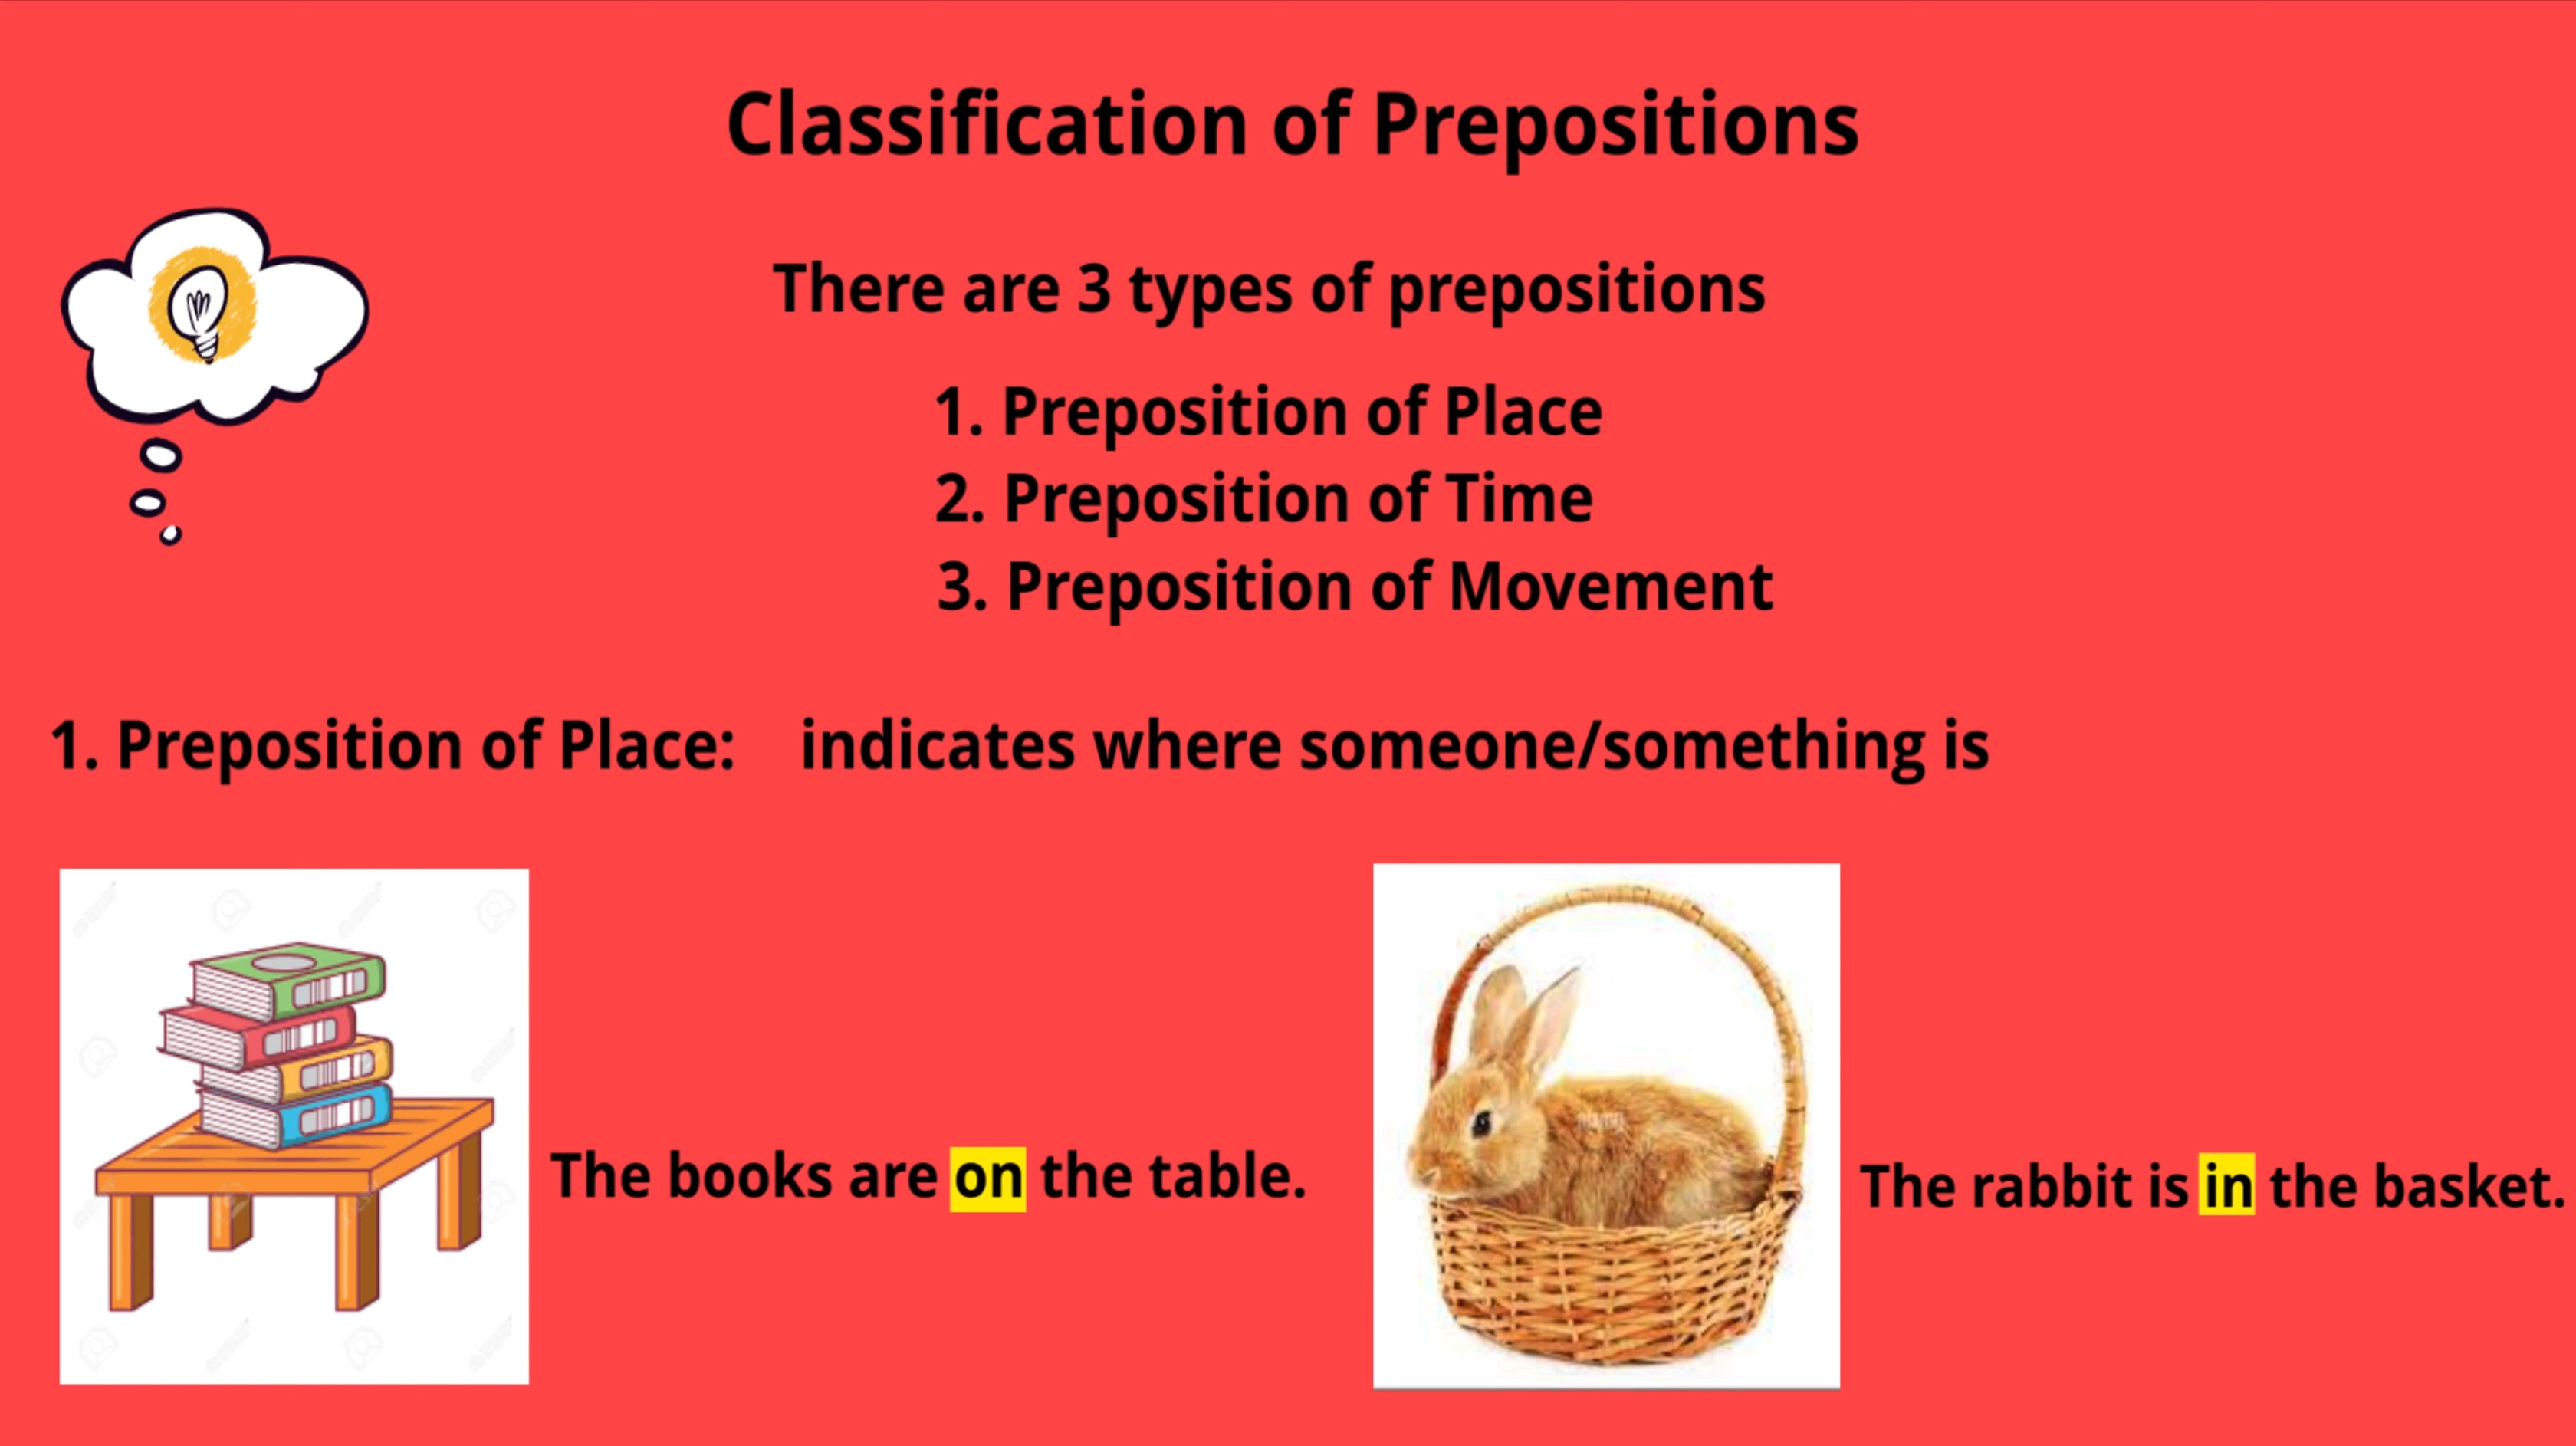 Classification of Prepositions
There are 3 types of prepositions
1. Preposition of Place
2. Preposition of Time
3. Preposition of Movement
1. Preposition of Place: indicates where someone/something is
The books are on the table.
The rabbit is in the basket.